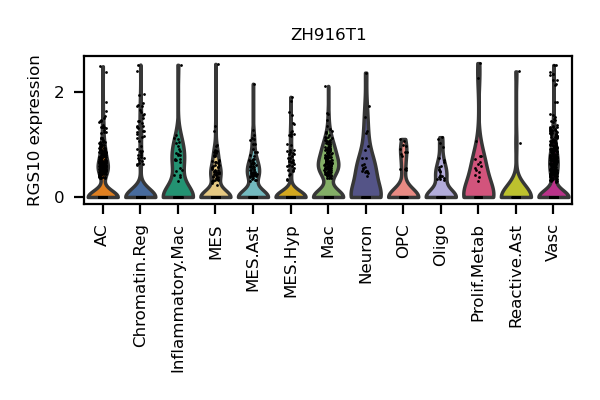 ZH916T1
RGS10 expression
2
0
AC
Chromatin.Reg
Inflammatory.Mac
MES
MES.Ast
MES.Hyp
Mac
Neuron
OPC
Oligo
Prolif.Metab
Reactive.Ast
Vasc